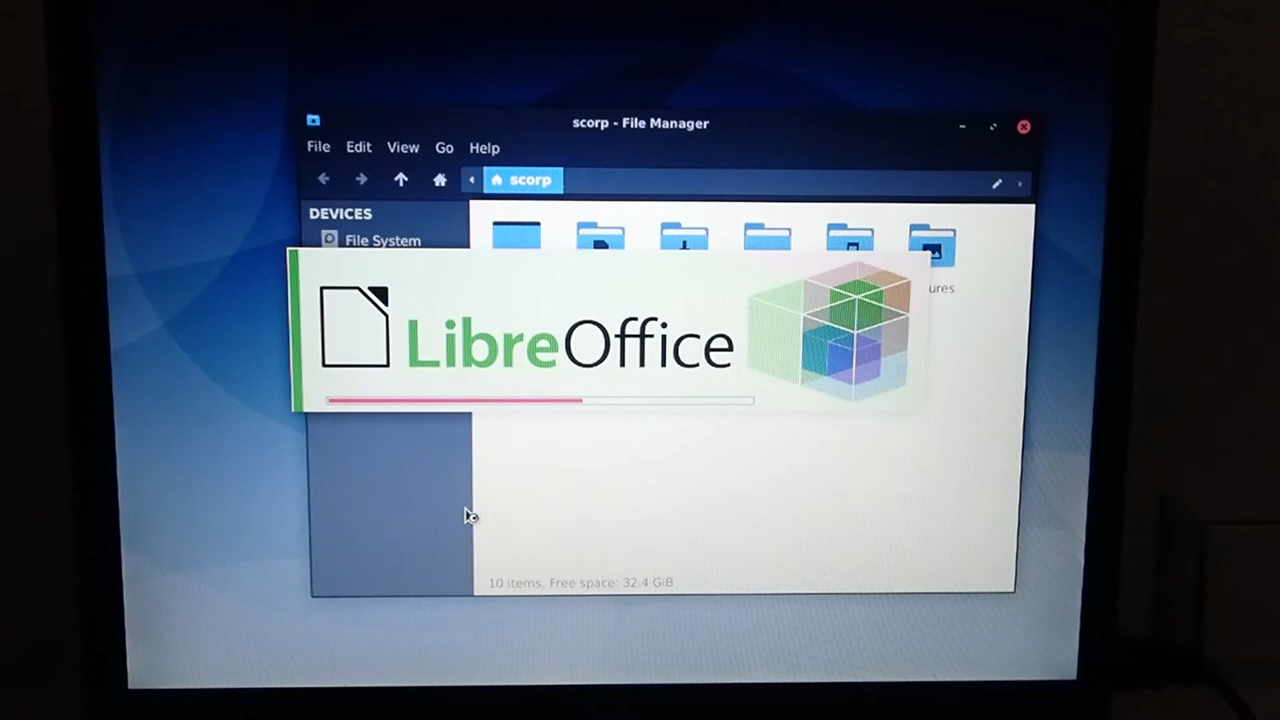 scorp - File Manager
File Edit View Go Help
scorp
DEVICES
File System
ures
LibreOffice
10 items, Free space: 32.4 GiB